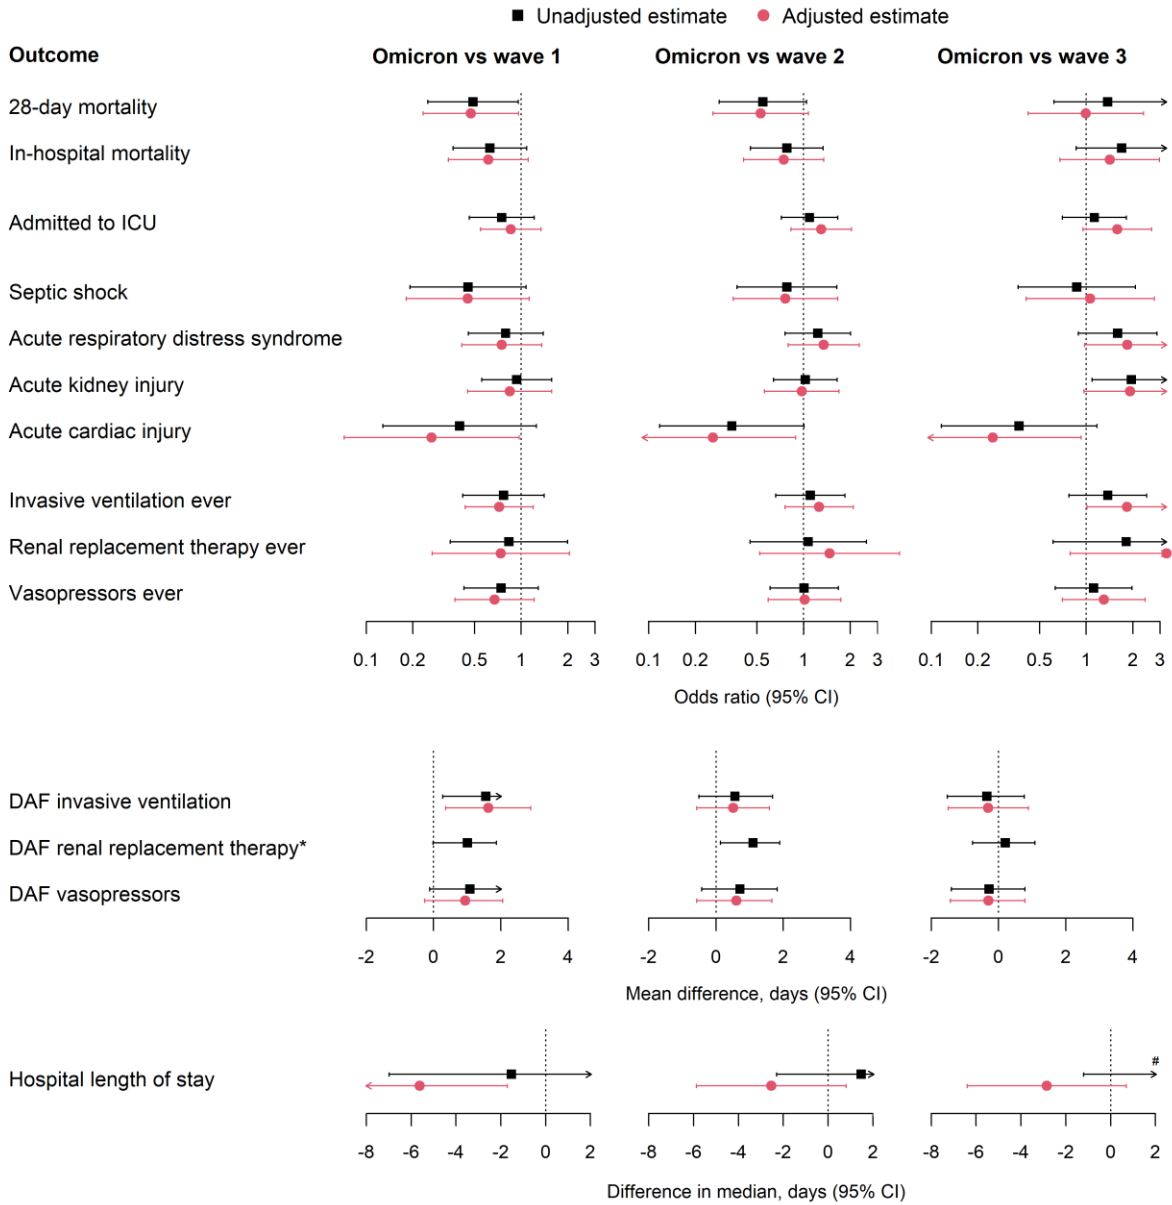 Unadjusted estimate Adjusted estimate
Outcome Omicron vs wave 1 Omicron vs wave 2 Omicron vs wave 3
28-day mortality
In-hospital mortality
Admitted to ICU
Septic shock
Acute respiratory distress syndrome
Acute kidney injury
Acute cardiac injury
Invasive ventilation ever
Renal replacement therapy ever
Vasopressors ever
0.1 0.2 0.5 1 2 3 0.1 0.2 0.5 1 2 3 0.1 0.2 0.5 1 2 3
Odds ratio (95% CI)
DAF invasive ventilation
DAF renal replacement therapy*
DAF vasopressors
-2 0 2 4 -2 0 2 4 -2 0 2 4
Mean difference, days (95% CI)
#
Hospital length of stay
-8 -6 -4 -2 0 2 -8 -6 -4 -2 0 2 -8 -6 -4 -2 0 2
Difference in median, days (95% CI)